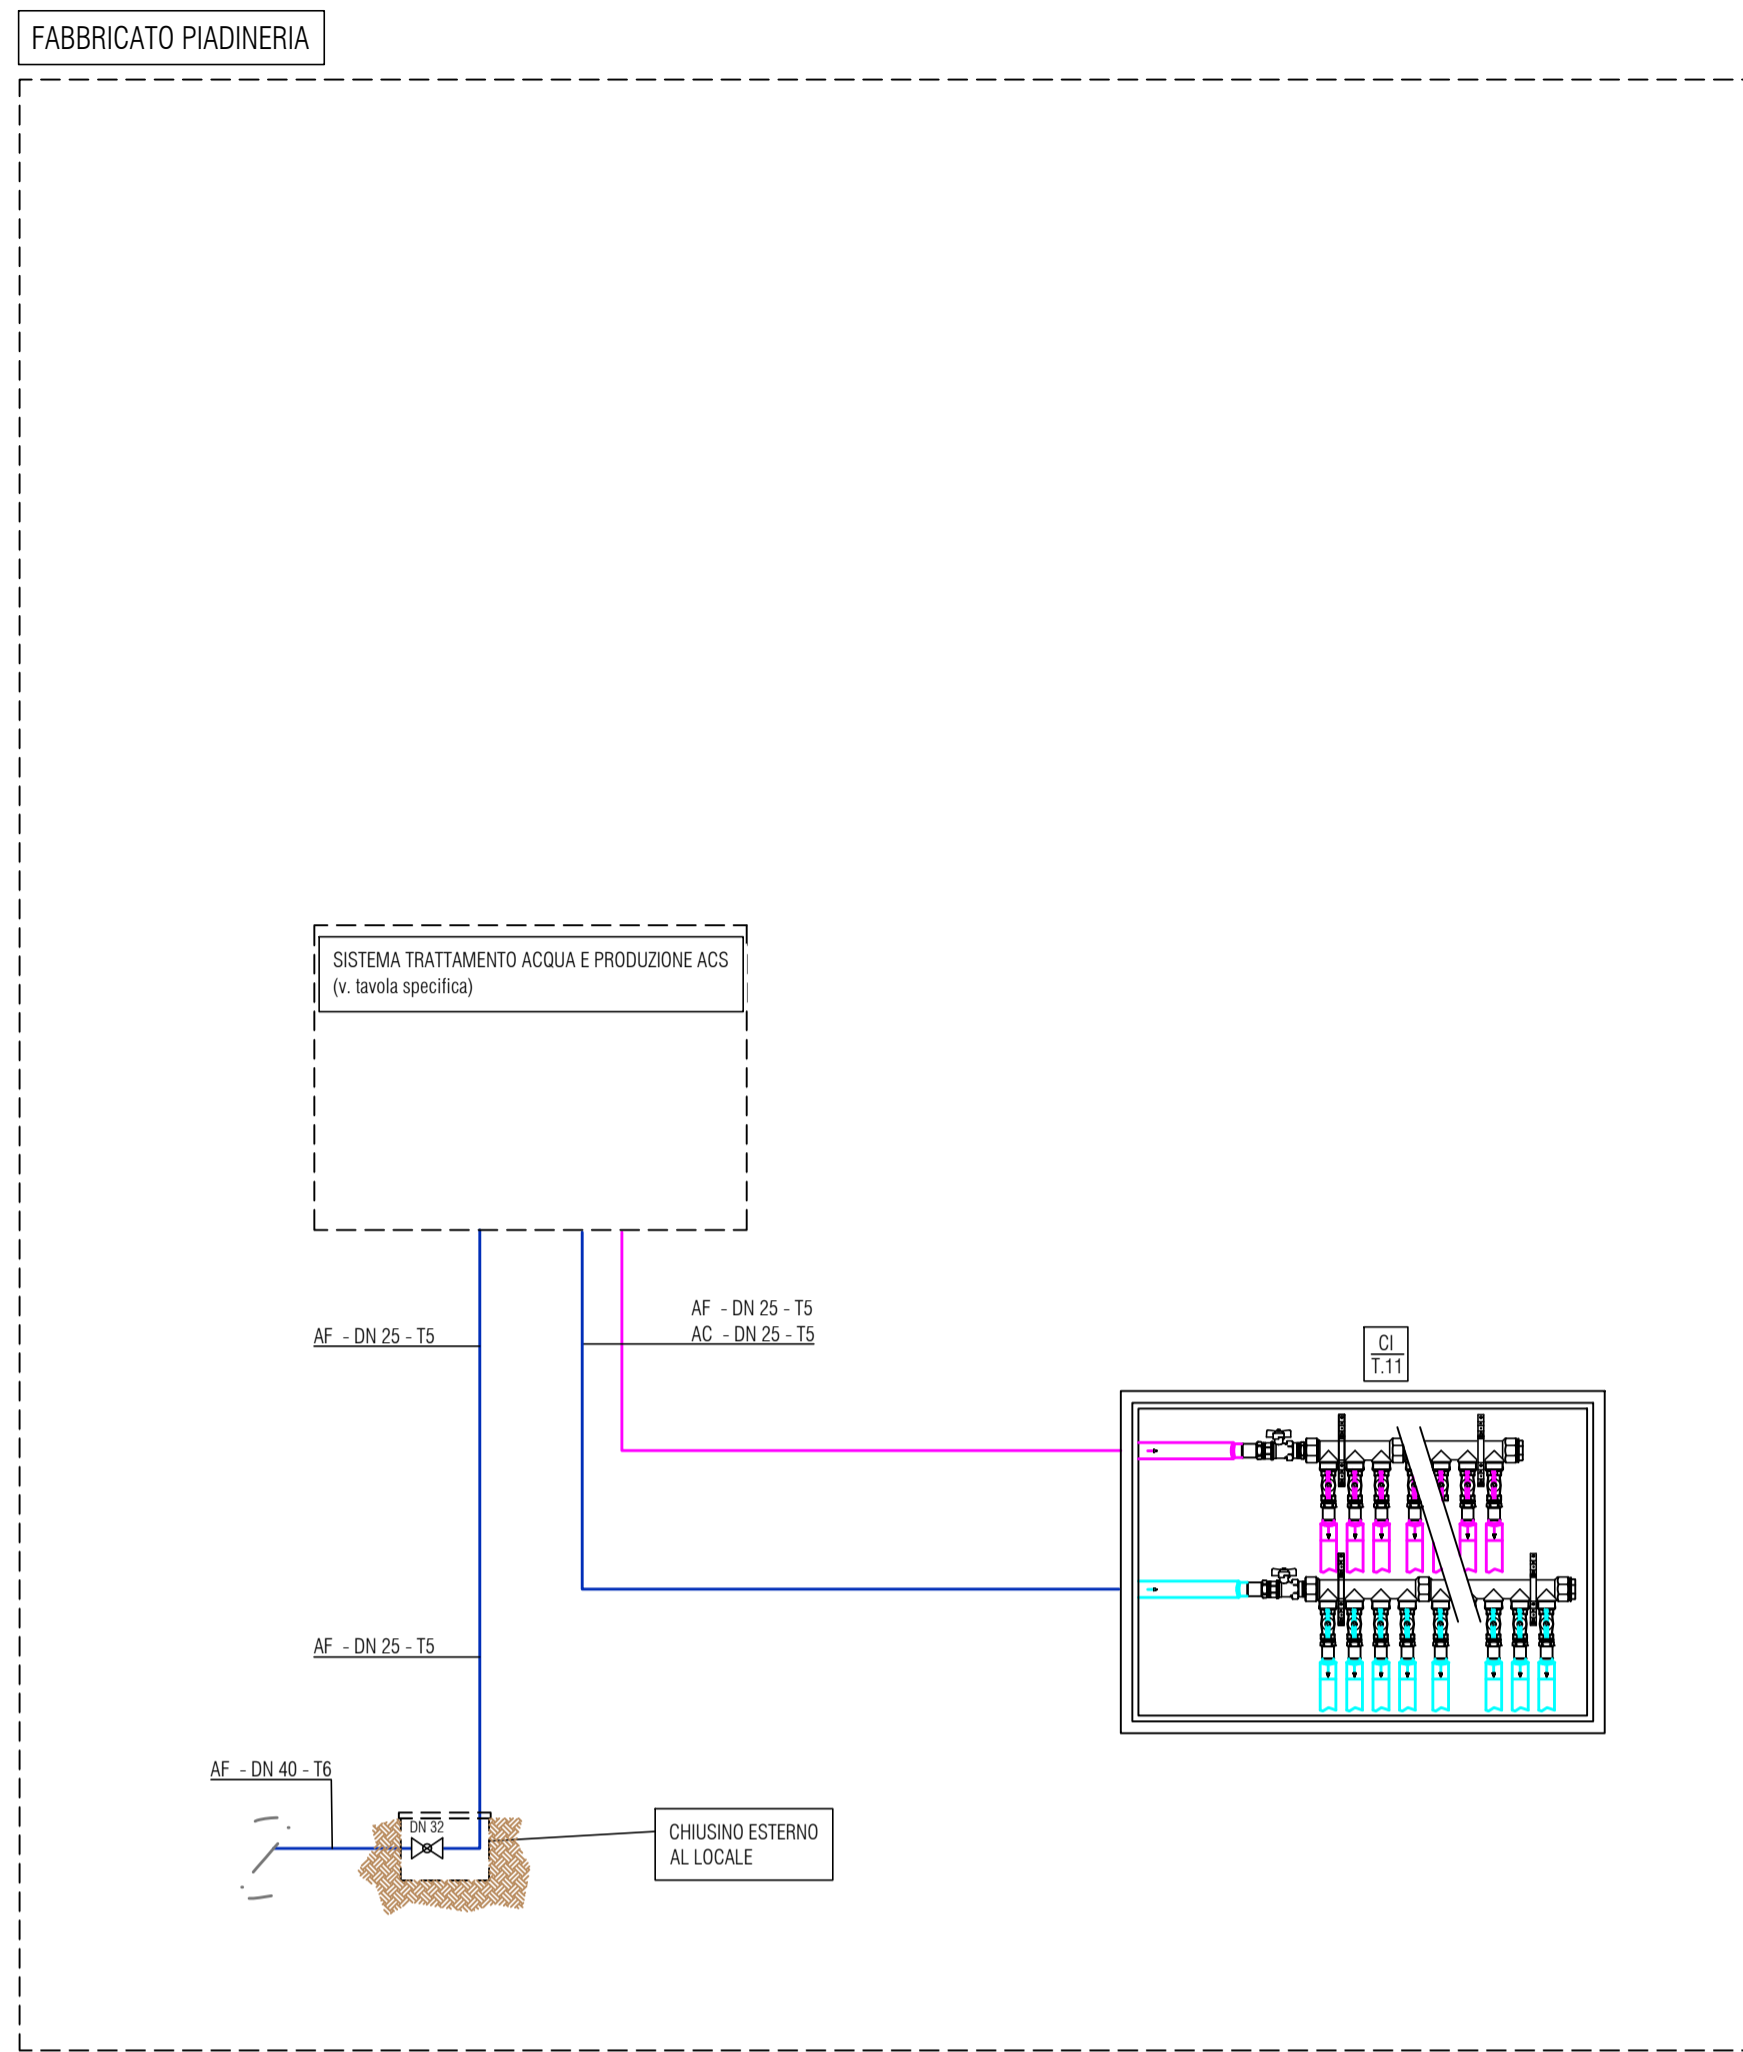 FABBRICATO PIADINERIA
SISTEMA TRATTAMENTO ACQUA E PRODUZIONE ACS
(v. tavola specifica)
AF - DN 25 - T5
AC - DN 25 - T5
AF - DN 25 - T5
CI
T.11
AF - DN 25 - T5
AF - DN 40 - T6
DN 32
CHIUSINO ESTERNO
AL LOCALE